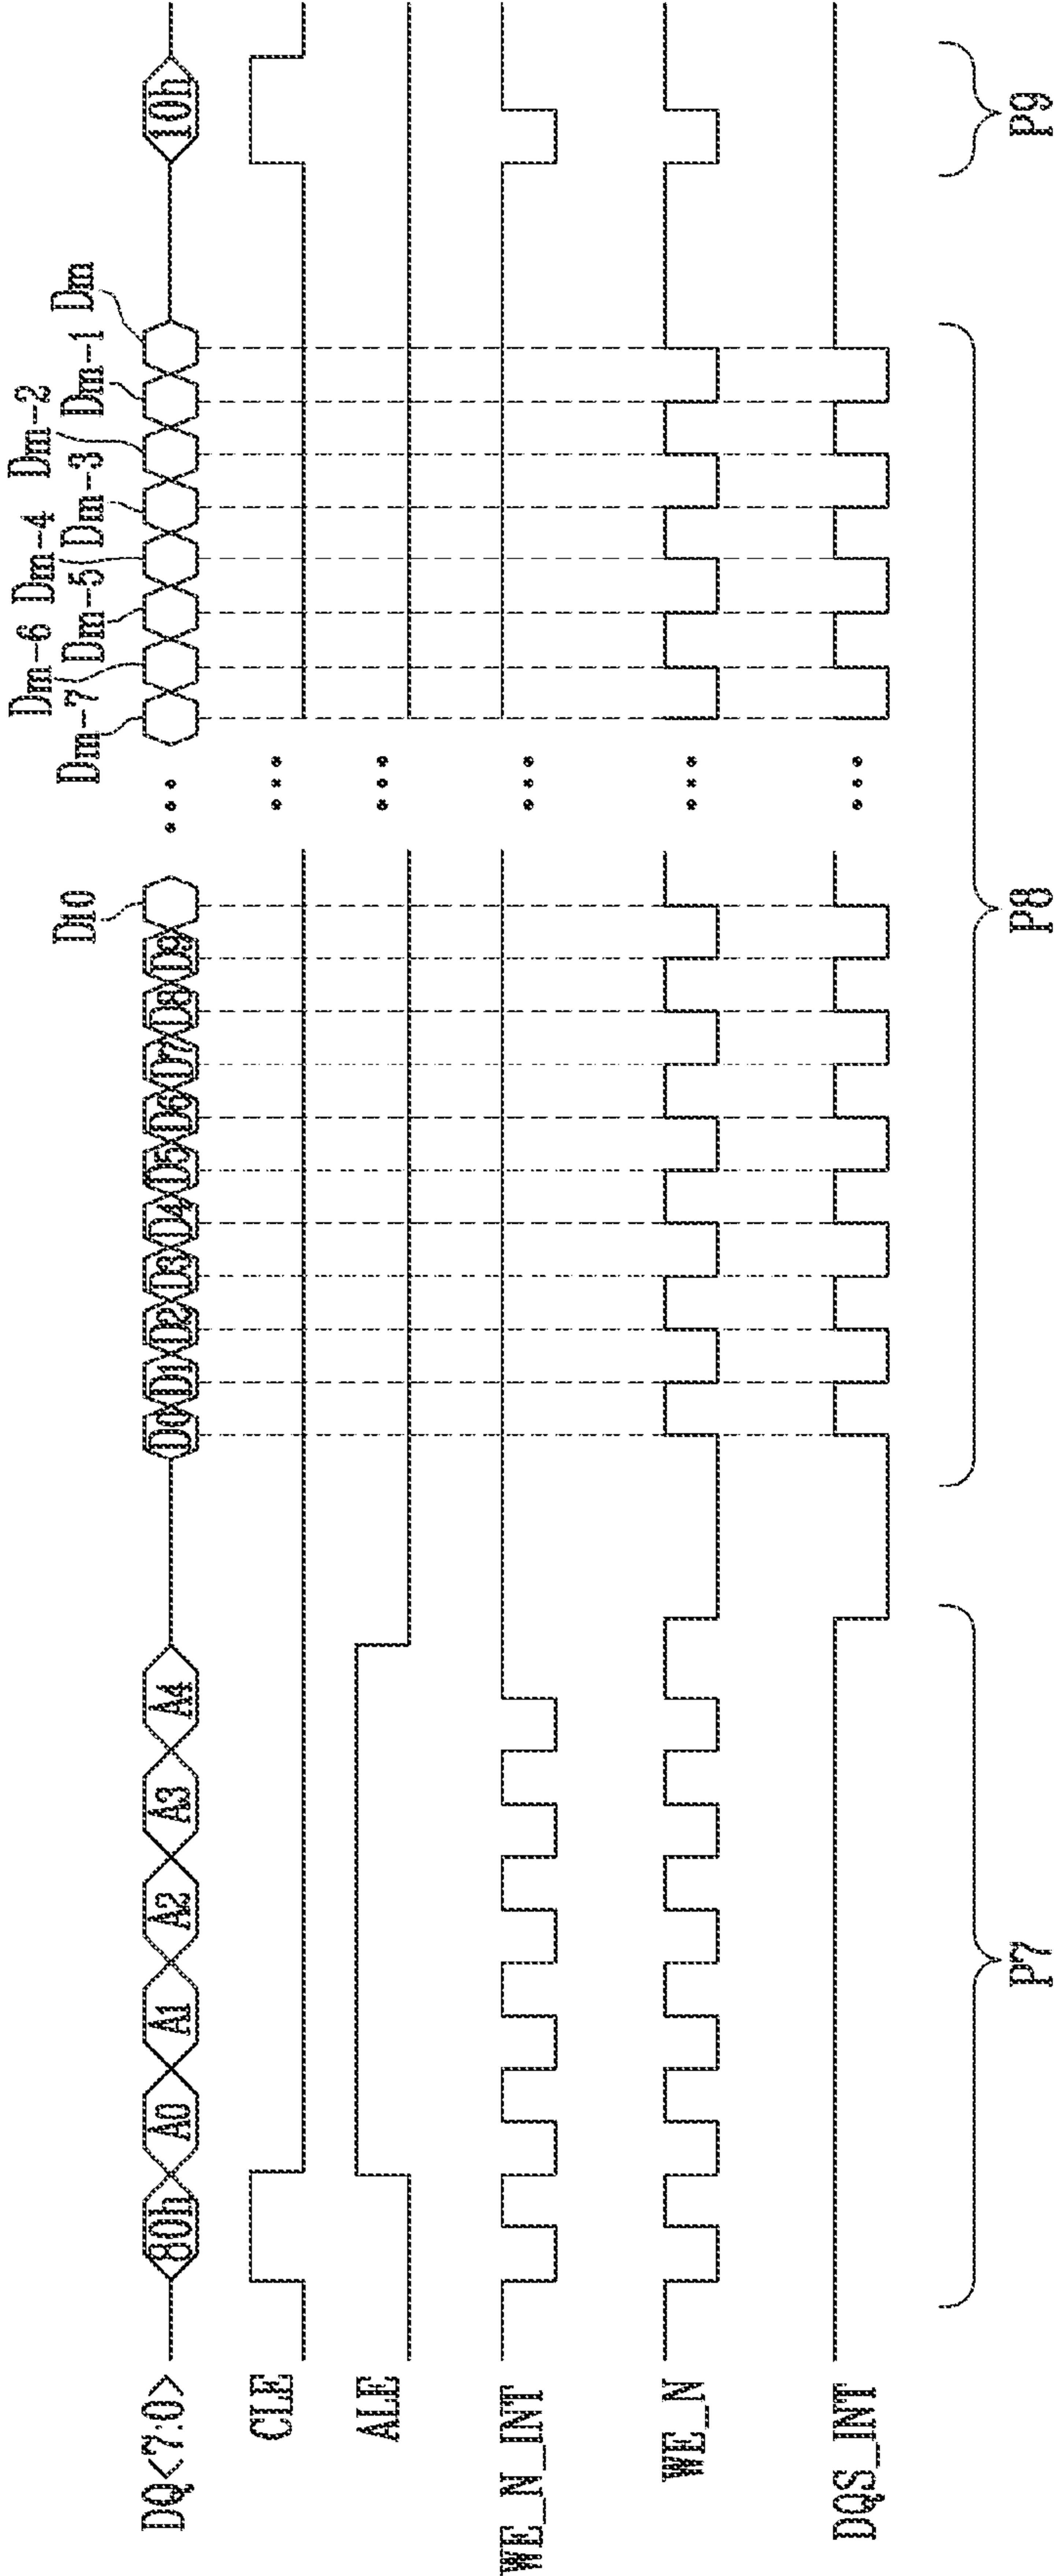 DQ<7:0>
80h
A0
A1
A2
A3
A4
D0
D1
D2
D3
D4
D5
D6
D7
D8
D9
D10
Dm-7
Dm-6
Dm-5
Dm-4
Dm-3
Dm-2
Dm-1
Dm
10h
CLE
ALE
WE_N_INT
WE_N
DQS_INT
P7
P8
P9